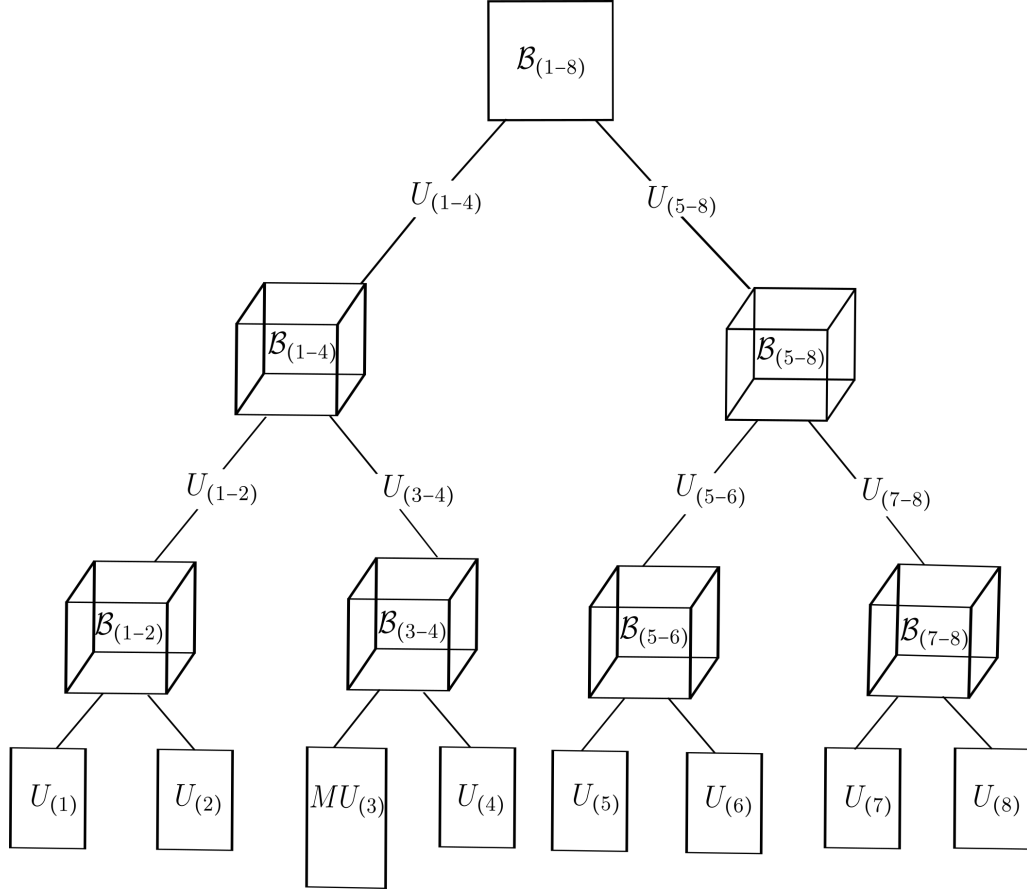 𝓑(1–8)
U(1–4)
U(5–8)
𝓑(1–4)
𝓑(5–8)
U(1–2)
U(3–4)
U(5–6)
U(7–8)
𝓑(1–2)
𝓑(3–4)
𝓑(5–6)
𝓑(7–8)
U(1)
U(2)
MU(3)
U(4)
U(5)
U(6)
U(7)
U(8)